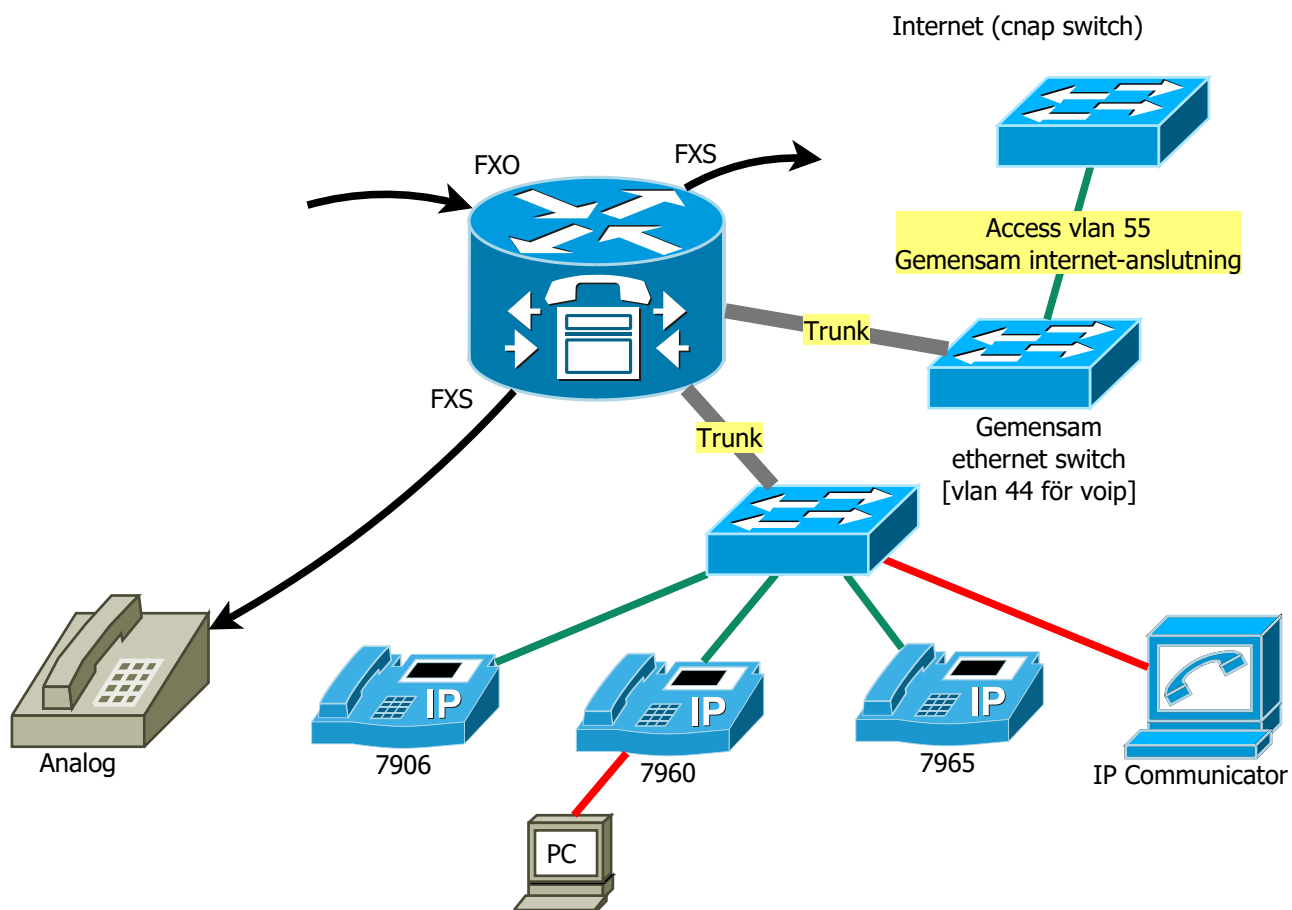 Internet (cnap switch)
FXO
FXS
Access vlan 55
Gemensam internet-anslutning
Trunk
FXS
Trunk
Gemensam
ethernet switch
[vlan 44 för voip]
IP
IP
IP
Analog
7906
7960
7965
IP Communicator
PC